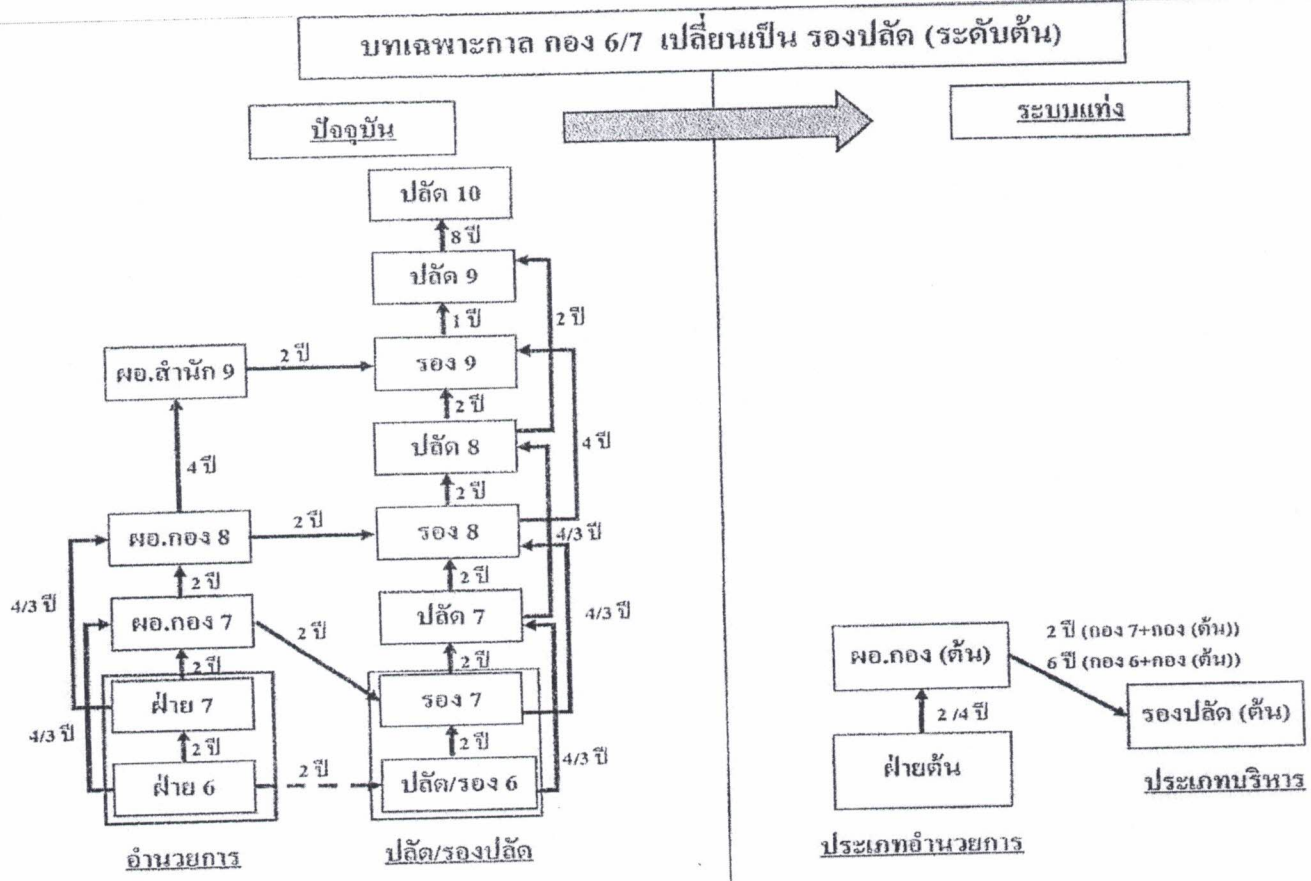 บทเฉพาะกาล กอง 6/7 เปลี่ยนเป็น รองปลัด (ระดับต้น)
ปัจจุบัน
ระบบแท่ง
ปลัด 10
8 ปี
ปลัด 9
1 ปี
2 ปี
ผอ.สำนัก 9
2 ปี
รอง 9
2 ปี
ปลัด 8
4 ปี
4 ปี
2 ปี
ผอ.กอง 8
2 ปี
รอง 8
4/3 ปี
2 ปี
2 ปี
4/3 ปี
ผอ.กอง 7
2 ปี
ปลัด 7
4/3 ปี
2 ปี
2 ปี
ฝ่าย 7
รอง 7
4/3 ปี
2 ปี
2 ปี
4/3 ปี
ฝ่าย 6
2 ปี
ปลัด/รอง 6
อำนวยการ
ปลัด/รองปลัด
ผอ.กอง (ต้น)
2 ปี (กอง 7+กอง (ต้น))
6 ปี (กอง 6+กอง (ต้น))
2 /4 ปี
รองปลัด (ต้น)
ฝ่ายต้น
ประเภทบริหาร
ประเภทอำนวยการ